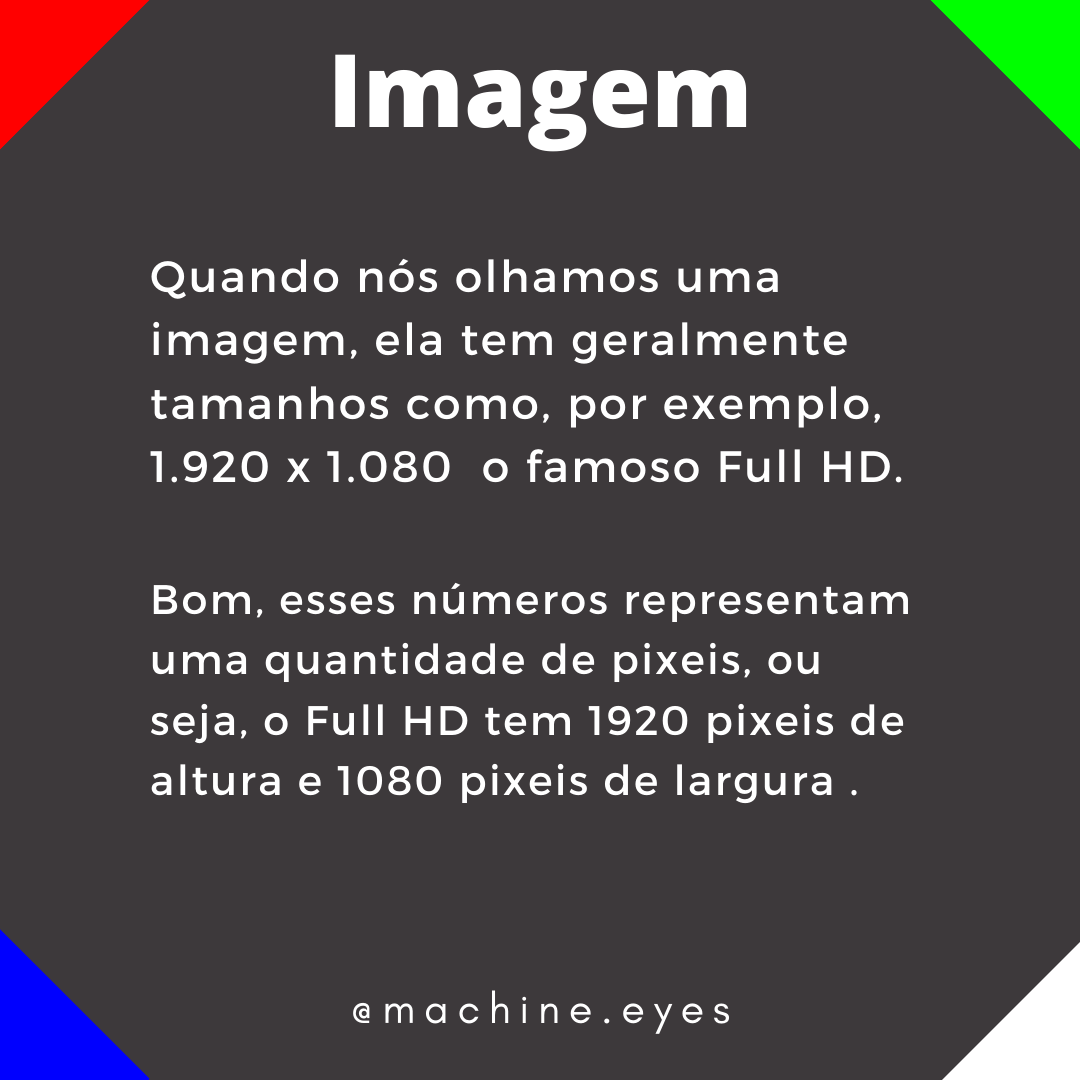 Imagem
Quando nós olhamos uma
imagem, ela tem geralmente
tamanhos como, por exemplo,
1.920 x 1.080  o famoso Full HD.
Bom, esses números representam
uma quantidade de pixeis, ou
seja, o Full HD tem 1920 pixeis de
altura e 1080 pixeis de largura .
@machine.eyes